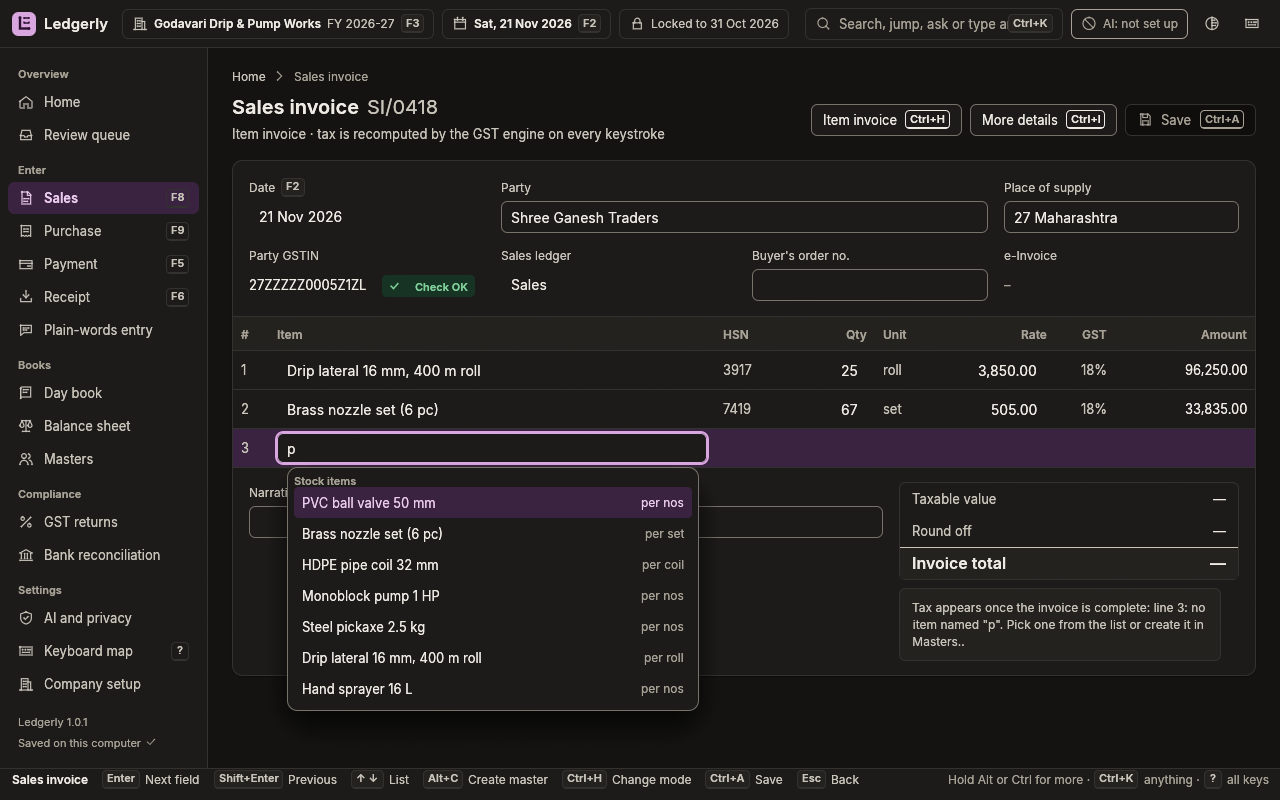 Ledgerly
Godavari Drip & Pump Works FY 2026-27 F3
Sat, 21 Nov 2026 F2
Locked to 31 Oct 2026
Search, jump, ask or type a Ctrl+K
AI: not set up
Overview
Home
Review queue
Enter
Sales F8
Purchase F9
Payment F5
Receipt F6
Plain-words entry
Books
Day book
Balance sheet
Masters
Compliance
GST returns
Bank reconciliation
Settings
AI and privacy
Keyboard map ?
Company setup
Ledgerly 1.0.1
Saved on this computer
Home Sales invoice
Sales invoice SI/0418
Item invoice · tax is recomputed by the GST engine on every keystroke
Item invoice Ctrl+H
More details Ctrl+I
Save Ctrl+A
Date F2
21 Nov 2026
Party
Shree Ganesh Traders
Place of supply
27 Maharashtra
Party GSTIN
27ZZZZZ0005Z1ZL Check OK
Sales ledger
Sales
Buyer's order no.
e-Invoice
–
# Item HSN Qty Unit Rate GST Amount
1 Drip lateral 16 mm, 400 m roll 3917 25 roll 3,850.00 18% 96,250.00
2 Brass nozzle set (6 pc) 7419 67 set 505.00 18% 33,835.00
3 p
Stock items
PVC ball valve 50 mm per nos
Brass nozzle set (6 pc) per set
HDPE pipe coil 32 mm per coil
Monoblock pump 1 HP per nos
Steel pickaxe 2.5 kg per nos
Drip lateral 16 mm, 400 m roll per roll
Hand sprayer 16 L per nos
Taxable value —
Round off —
Invoice total —
Tax appears once the invoice is complete: line 3: no
item named "p". Pick one from the list or create it in
Masters..
Sales invoice Enter Next field Shift+Enter Previous ↑ ↓ List Alt+C Create master Ctrl+H Change mode Ctrl+A Save Esc Back
Hold Alt or Ctrl for more · Ctrl+K anything · ? all keys